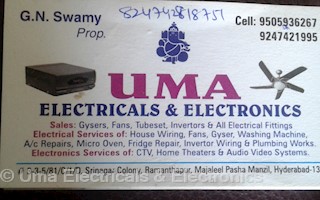 G.N. Swamy
Prop.
Cell: 9505936267
9247421995
UMA
ELECTRICALS & ELECTRONICS
Sales: Gysers, Fans, Tubeset, Invertors & All Electrical Fittings
Electrical Services of: House Wiring, Fans, Gyser, Washing Machine,
A/c Repairs, Micro Oven, Fridge Repair, Invertor Wiring & Plumbing Works.
Electronics Services of: CTV, Home Theaters & Audio Video Systems.
Srinagar Colony, Ramanthapur, Majaleel Pasha Manzil, Hyderabad-13
© Uma Electricals & Electronics